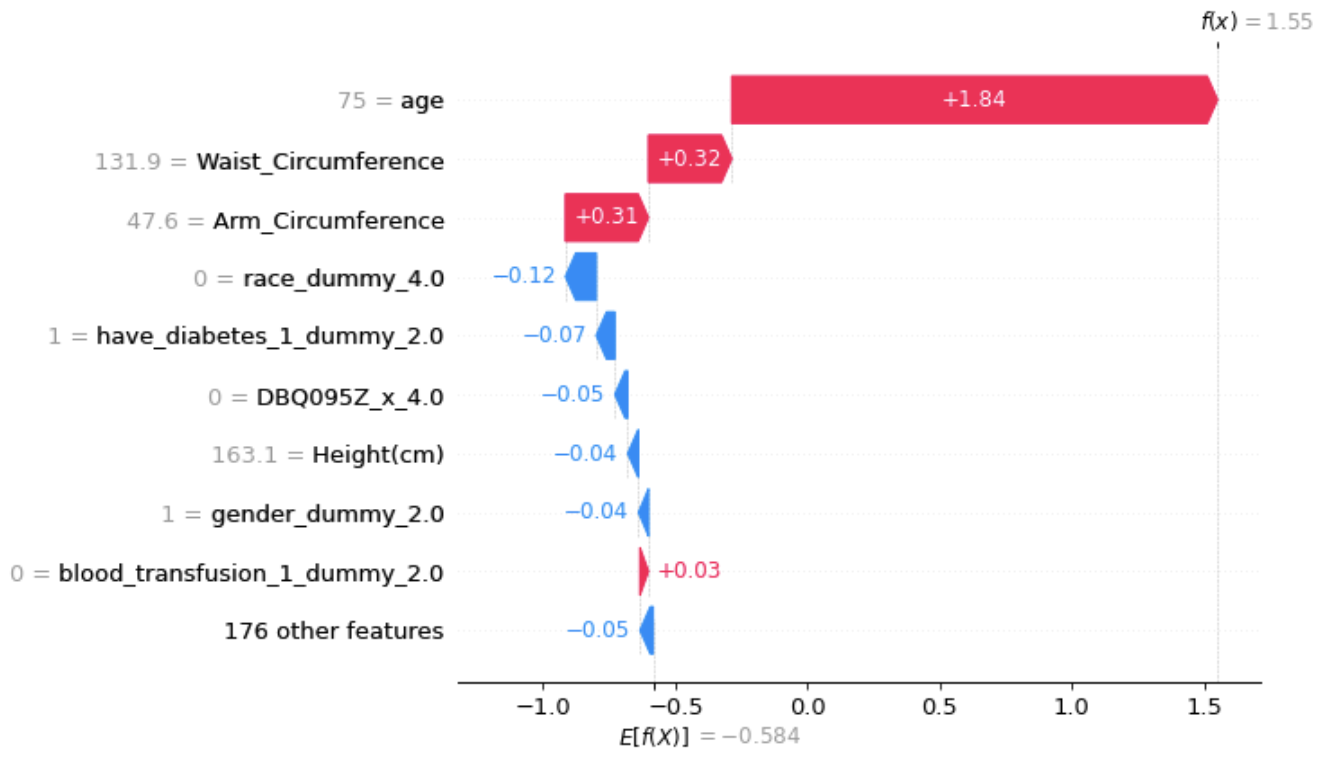 f(x) = 1.55
75 = age
+1.84
131.9 = Waist_Circumference
+0.32
47.6 = Arm_Circumference
+0.31
0 = race_dummy_4.0
−0.12
1 = have_diabetes_1_dummy_2.0
−0.07
0 = DBQ095Z_x_4.0
−0.05
163.1 = Height(cm)
−0.04
1 = gender_dummy_2.0
−0.04
0 = blood_transfusion_1_dummy_2.0
+0.03
176 other features
−0.05
−1.0 −0.5 0.0 0.5 1.0 1.5
E[f(X)] = −0.584